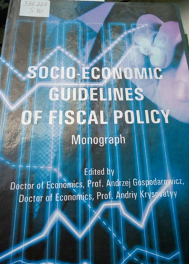 SOCIO-ECONOMIC
GUIDELINES
OF FISCAL POLICY
Monograph
Edited by
Doctor of Economics, Prof. Andrzej Gospodarowicz,
Doctor of Economics, Prof. Andriy Krysovatyy